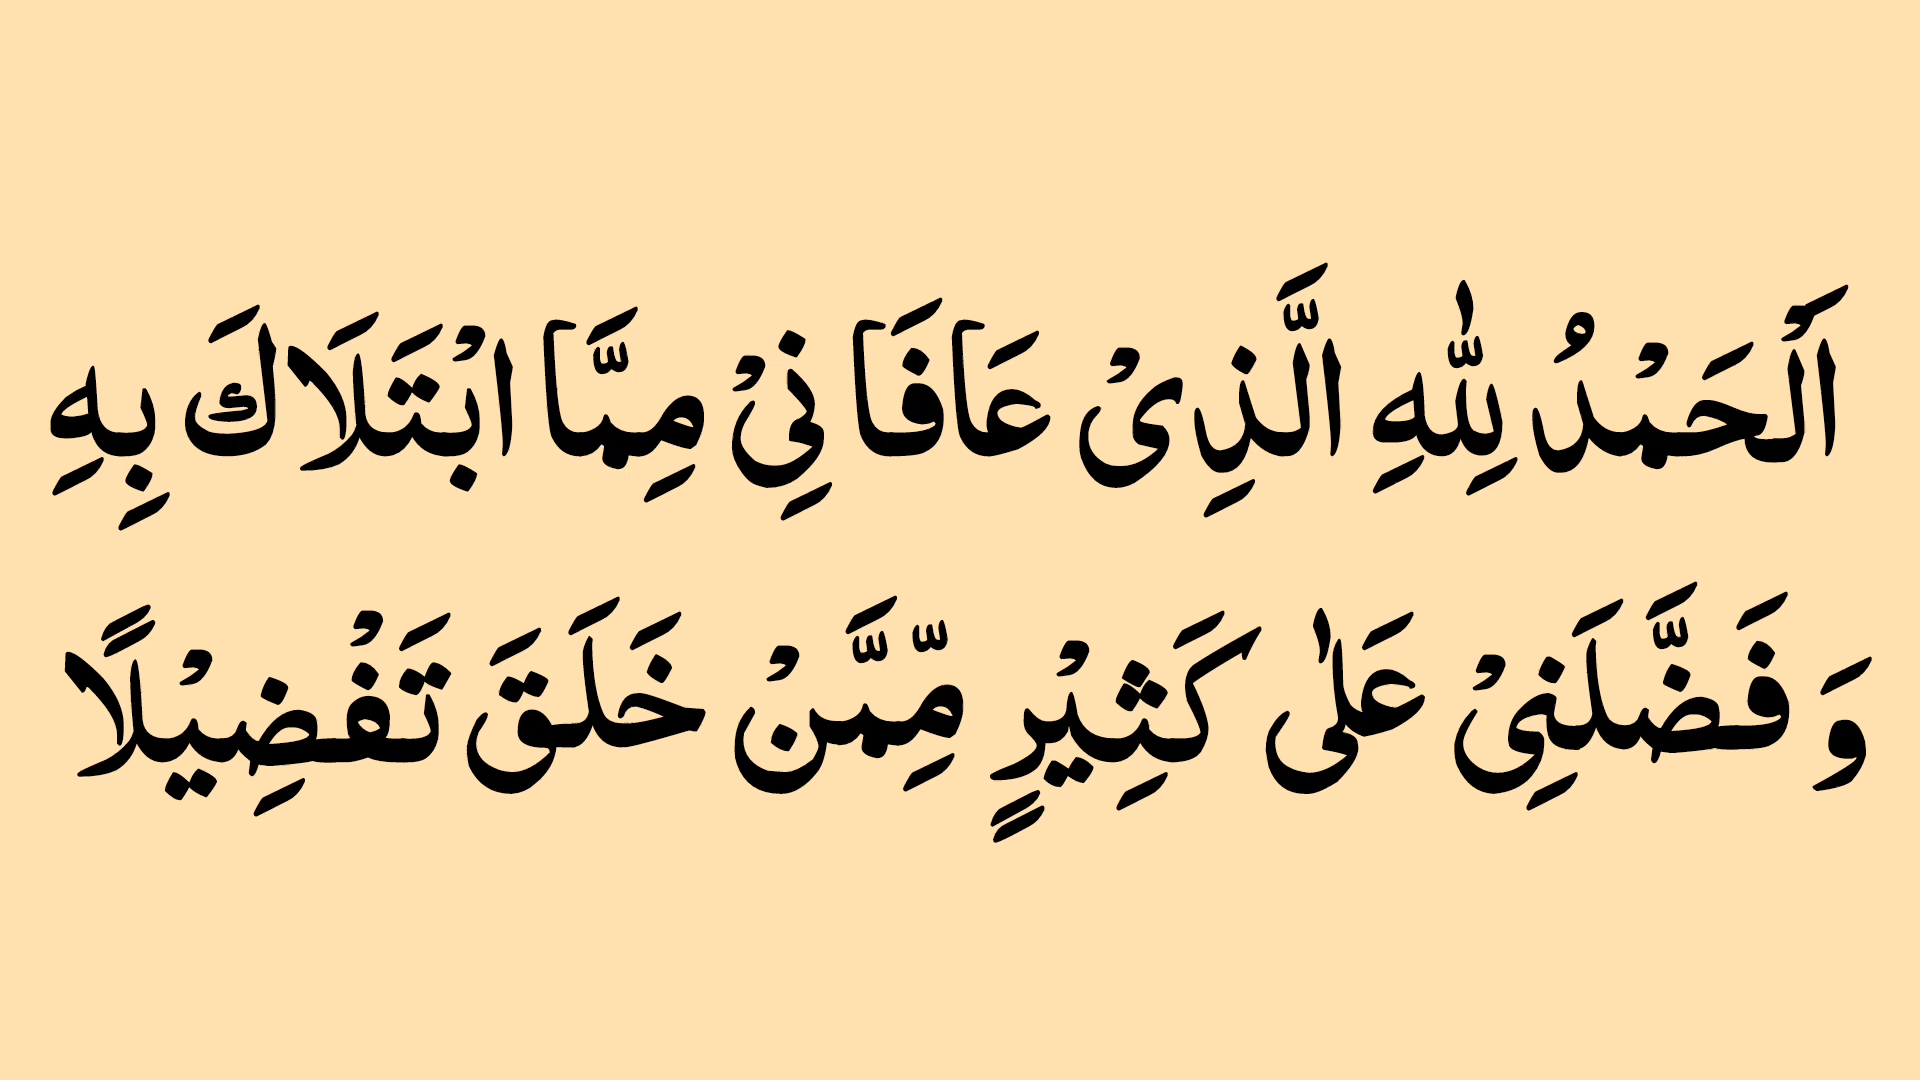 اَلْحَمْدُ لِلّٰهِ الَّذِىْ عَافَانِىْ مِمَّا ابْتَلَاكَ بِهِ
وَ فَضَّلَنِىْ عَلٰى كَثِيْرٍ مِّمَّنْ خَلَقَ تَفْضِيْلًا